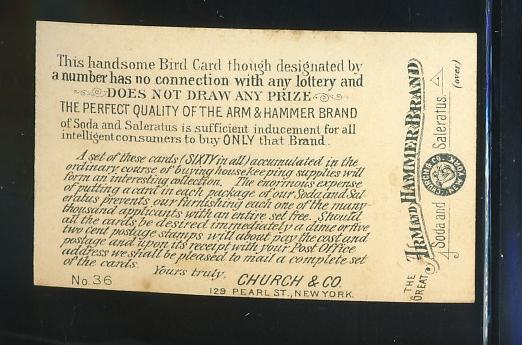 This handsome Bird Card though designated by
a number has no connection with any lottery and
DOES NOT DRAW ANY PRIZE
THE PERFECT QUALITY OF THE ARM & HAMMER BRAND
of Soda and Saleratus is sufficient inducement for all
intelligent consumers to buy ONLY that Brand.
A set of these cards (SIXTY in all) accumulated in the
ordinary course of buying housekeeping supplies will
form an interesting collection. The enormous expense
of putting a card in each package of our Soda and Sal-
eratus prevents our furnishing each one of the many
thousand applicants with an entire set free. Should
all the cards be desired immediately a dime or five
two cent postage stamps will about pay the cost and
postage and upon its receipt with your Post Office
address we shall be pleased to mail a complete set
of the cards.
Yours truly,
CHURCH & CO.
No. 36
129 PEARL ST., NEW YORK.
THE GREAT
ARM AND HAMMER BRAND
Soda and Saleratus.
(over)
CHURCH & CO.